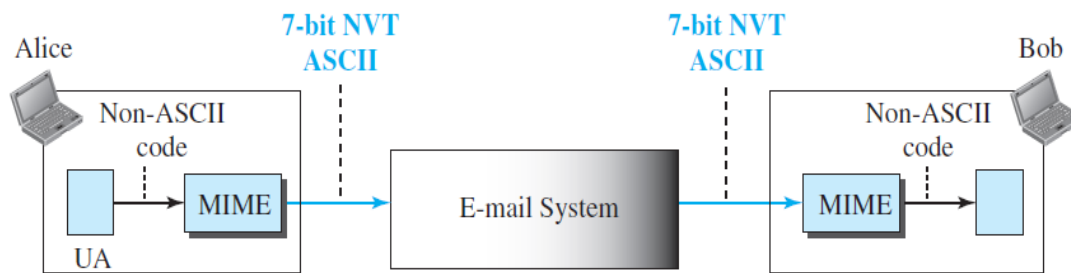 Alice
7-bit NVT
ASCII
7-bit NVT
ASCII
Bob
Non-ASCII
code
Non-ASCII
code
MIME
E-mail System
MIME
UA